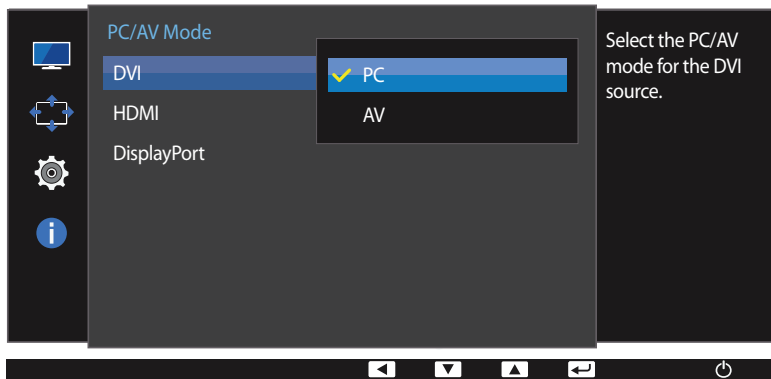 PC/AV Mode
DVI
HDMI
DisplayPort
PC
AV
Select the PC/AV
mode for the DVI
source.